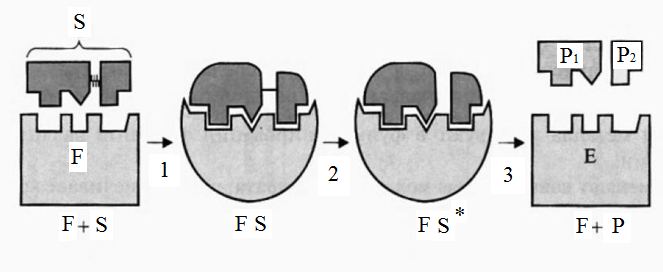 S
P₁ P₂
F E
1 2 3
F + S F S F S* F + P